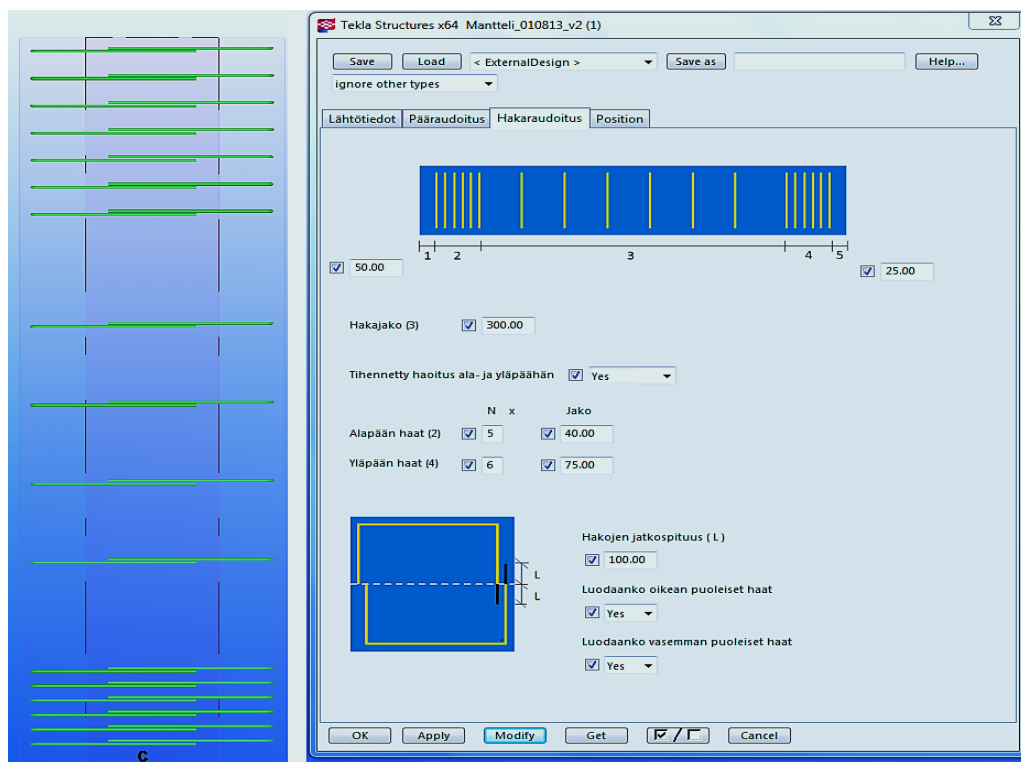 Tekla Structures x64 Mantteli_010813_v2 (1)
Save Load < ExternalDesign > Save as Help...
ignore other types
Lähtötiedot Pääraudoitus Hakaraudoitus Position
1 2 3 4 5
50.00 25.00
Hakajako (3) 300.00
Tihennetty haoitus ala- ja yläpäähän Yes
N x Jako
Alapään haat (2) 5 40.00
Yläpään haat (4) 6 75.00
Hakojen jatkospituus ( L )
L 100.00
L Luodaanko oikean puoleiset haat
Yes
Luodaanko vasemman puoleiset haat
Yes
OK Apply Modify Get / Cancel
C